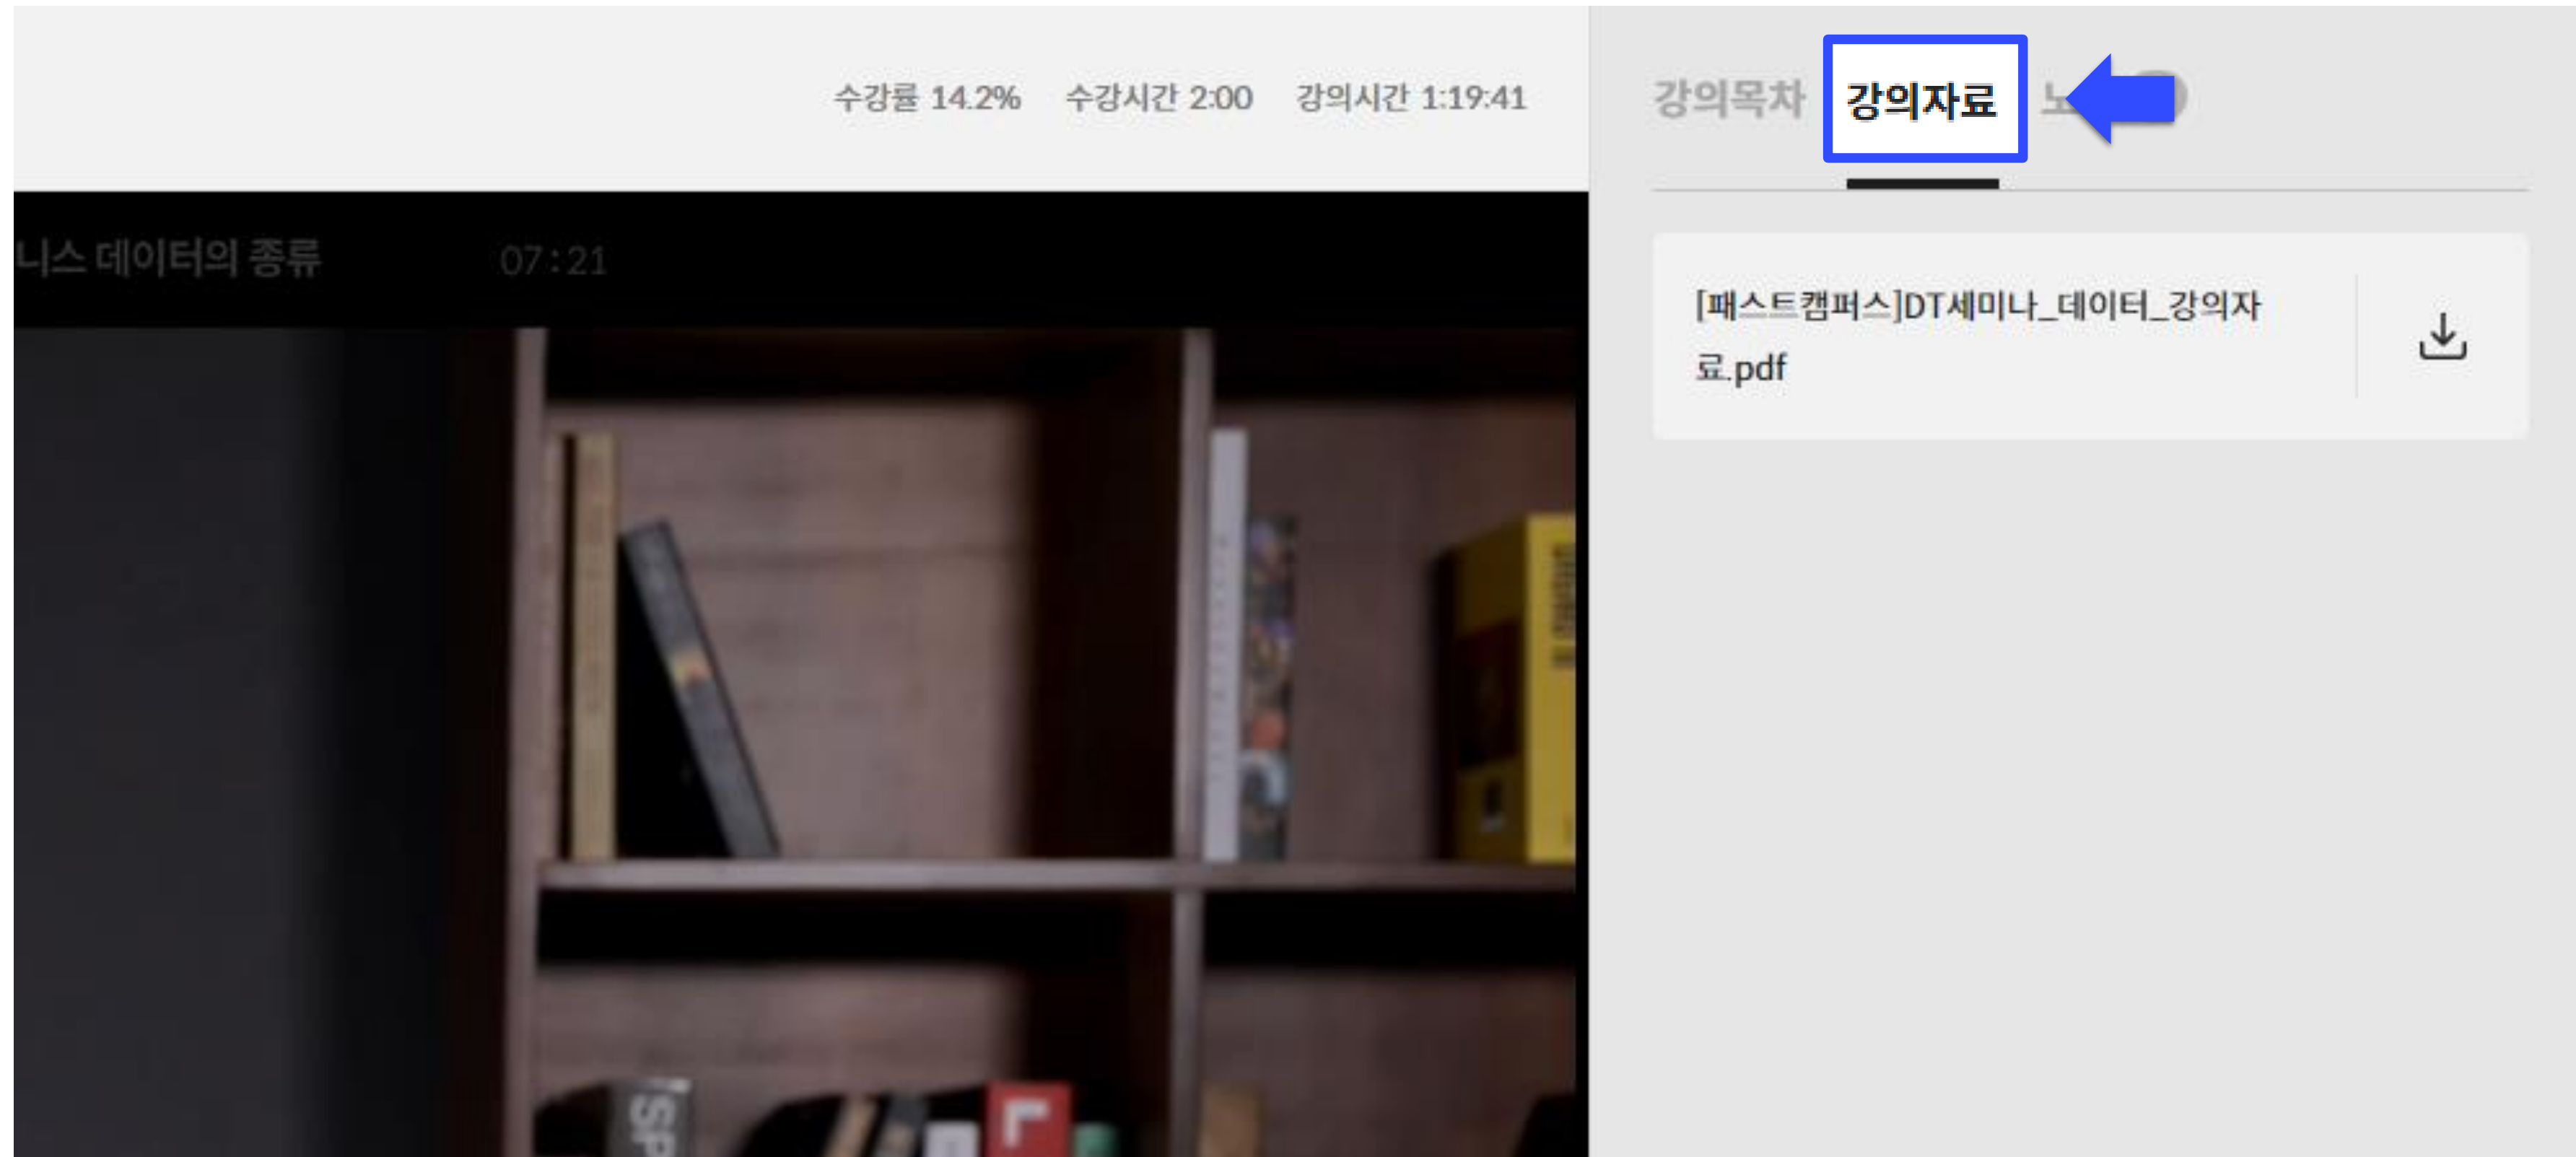 수강률 14.2% 수강시간 2:00 강의시간 1:19:41
강의목차 강의자료
니스 데이터의 종류 07:21
[패스트캠퍼스]DT세미나_데이터_강의자
료.pdf
SP
L